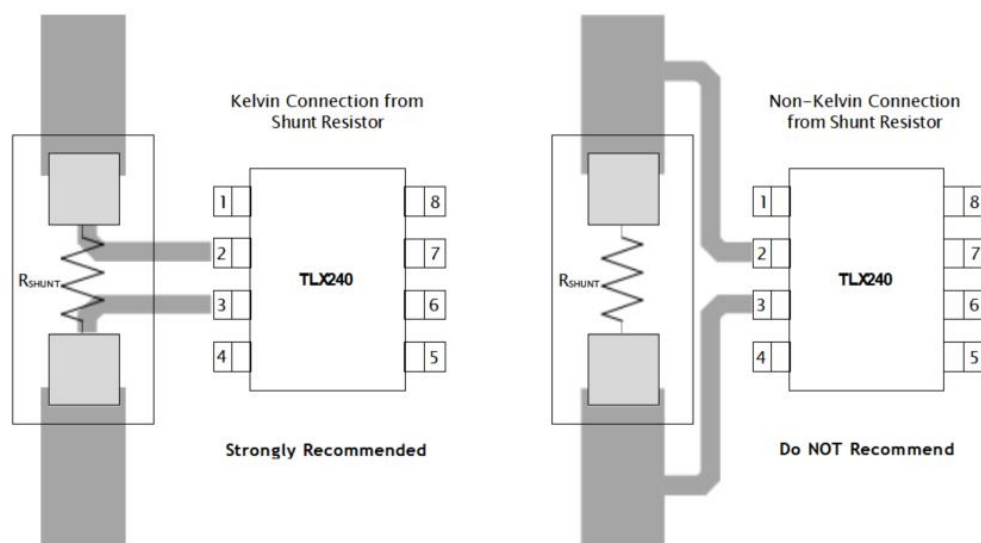 Kelvin Connection from
Shunt Resistor
1
2
3
4
8
7
6
5
RSHUNT
TLX240
Strongly Recommended
Non-Kelvin Connection
from Shunt Resistor
1
2
3
4
8
7
6
5
RSHUNT
TLX240
Do NOT Recommend